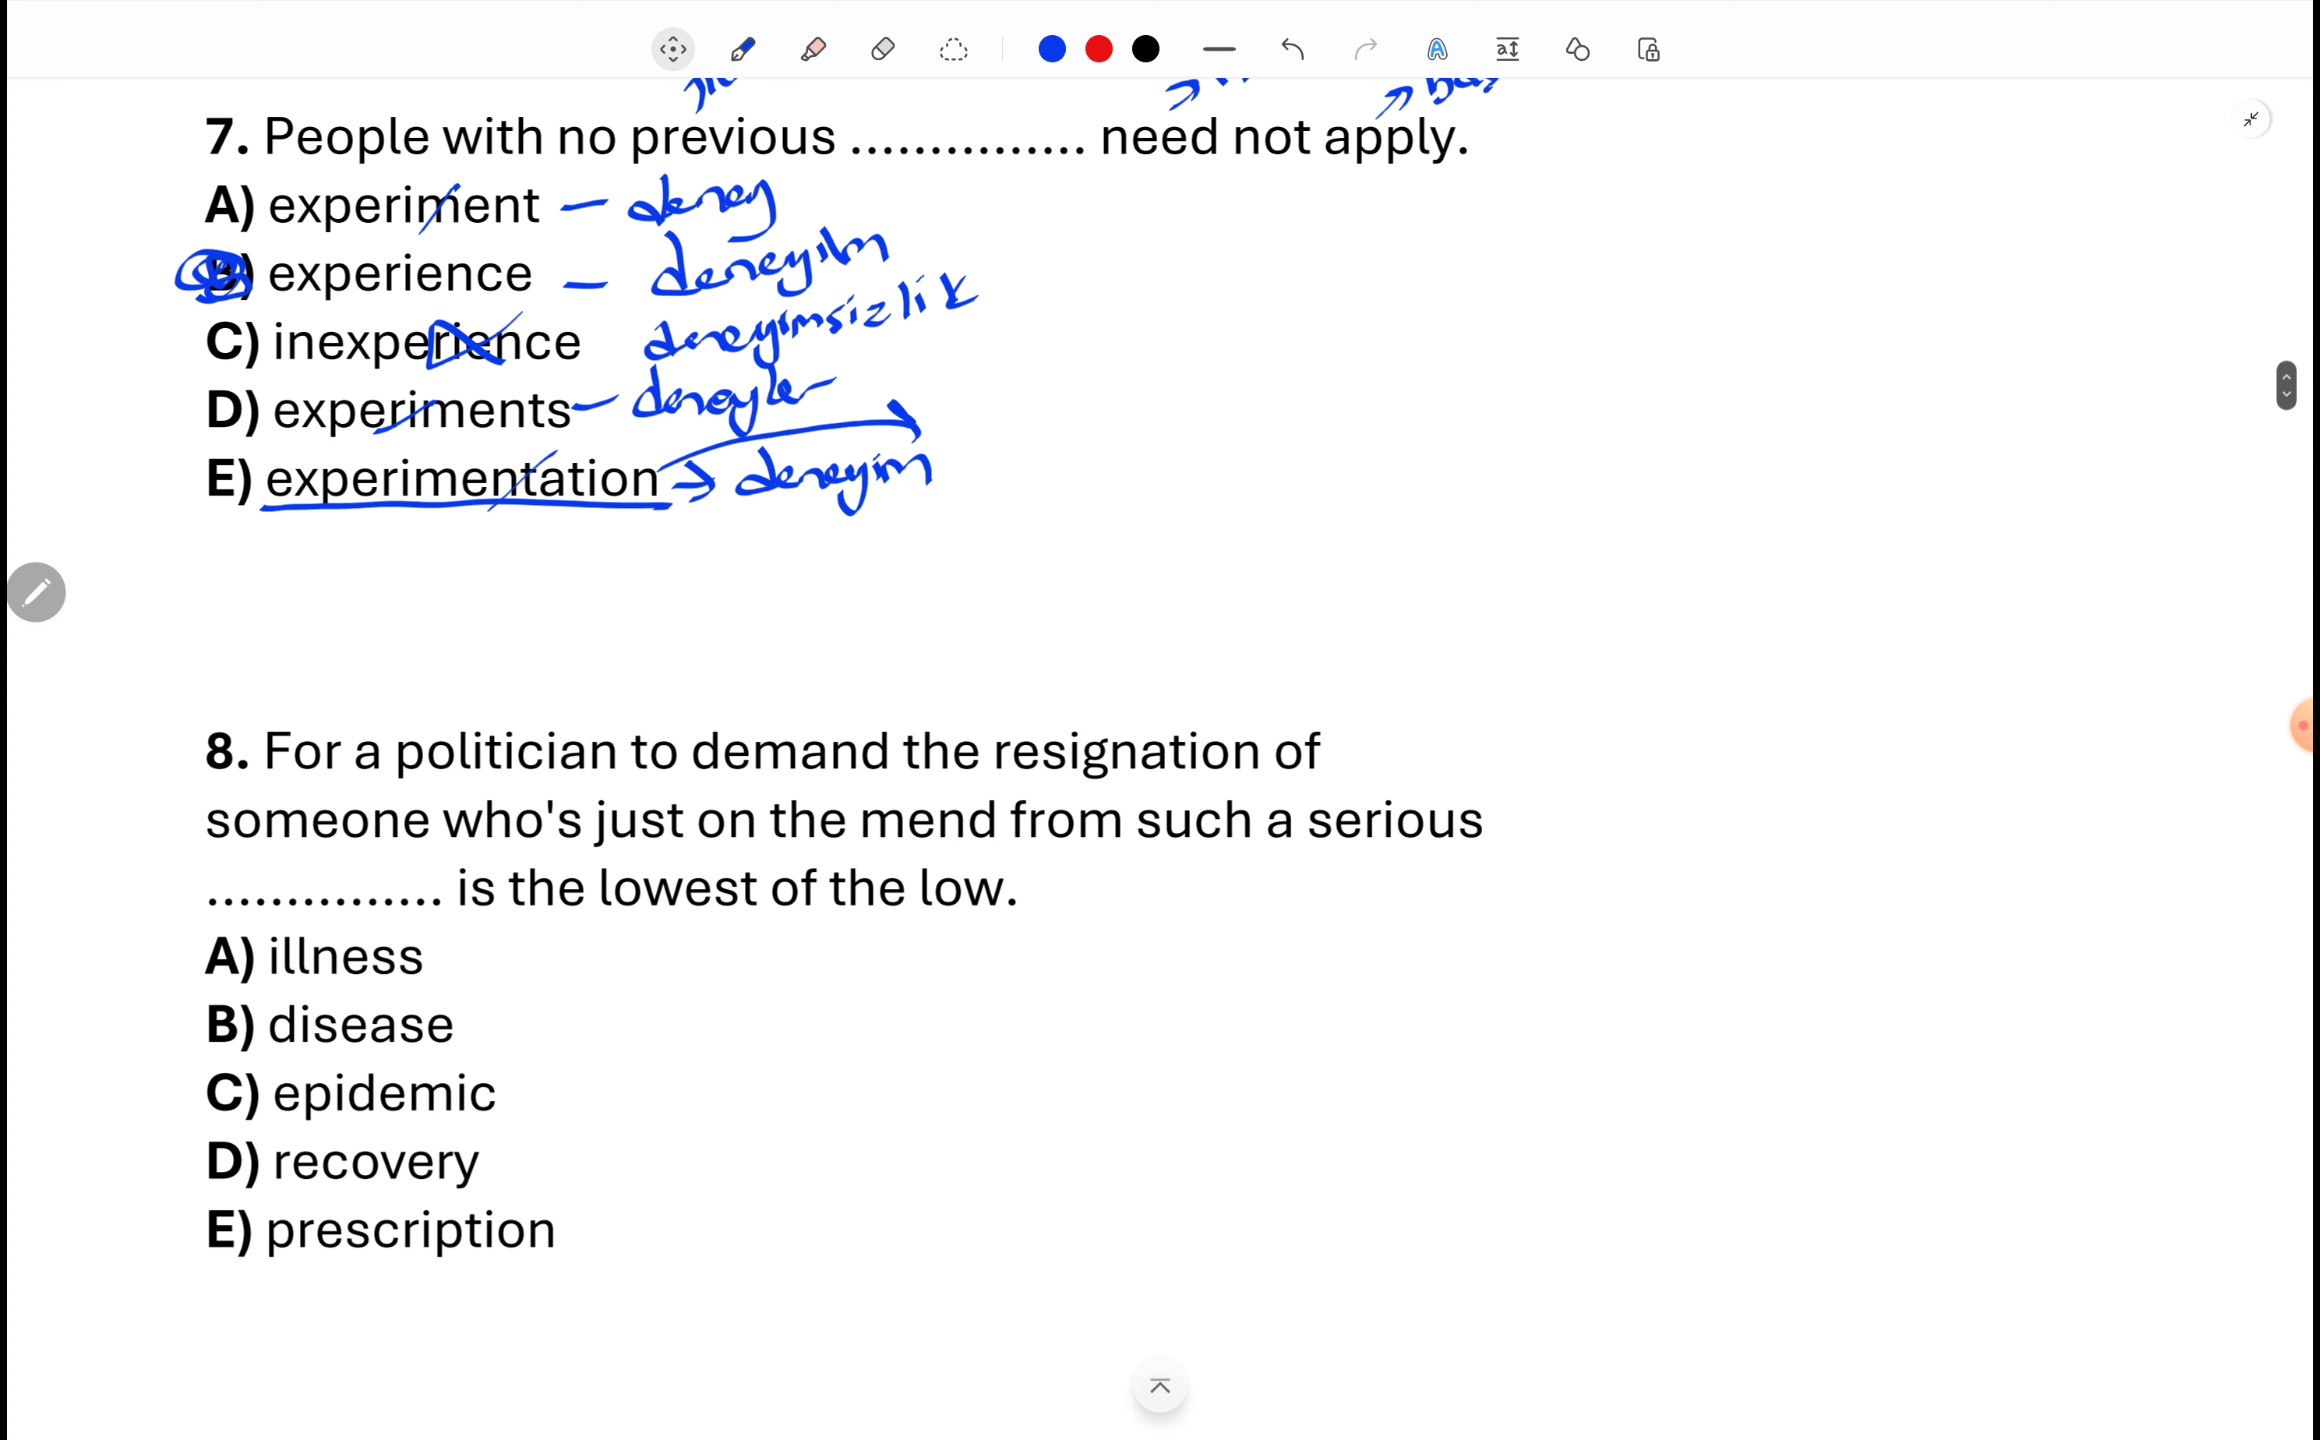 7. People with no previous ............... need not apply.
A) experiment – deney
B) experience – deneyim
C) inexperience deneyimsizlik
D) experiments – deneyler
E) experimentation → deneyim
8. For a politician to demand the resignation of
someone who's just on the mend from such a serious
............... is the lowest of the low.
A) illness
B) disease
C) epidemic
D) recovery
E) prescription